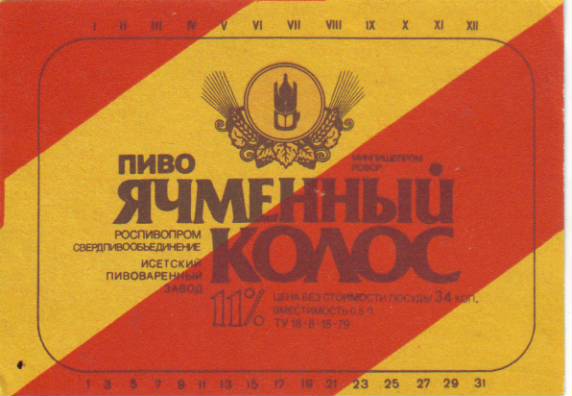 I II III IV V VI VII VIII IX X XI XII
ПИВО
МИНПИЩЕПРОМ
РСФСР
ЯЧМЕННЫЙ
КОЛОС
РОСПИВОПРОМ
СВЕРДПИВООБЪЕДИНЕНИЕ
ИСЕТСКИЙ
ПИВОВАРЕННЫЙ
ЗАВОД
11% ЦЕНА БЕЗ СТОИМОСТИ ПОСУДЫ 34 КОП.
ВМЕСТИМОСТЬ 0,5 Л.
ТУ 18-6-15-79
1 3 5 7 9 11 13 15 17 19 21 23 25 27 29 31